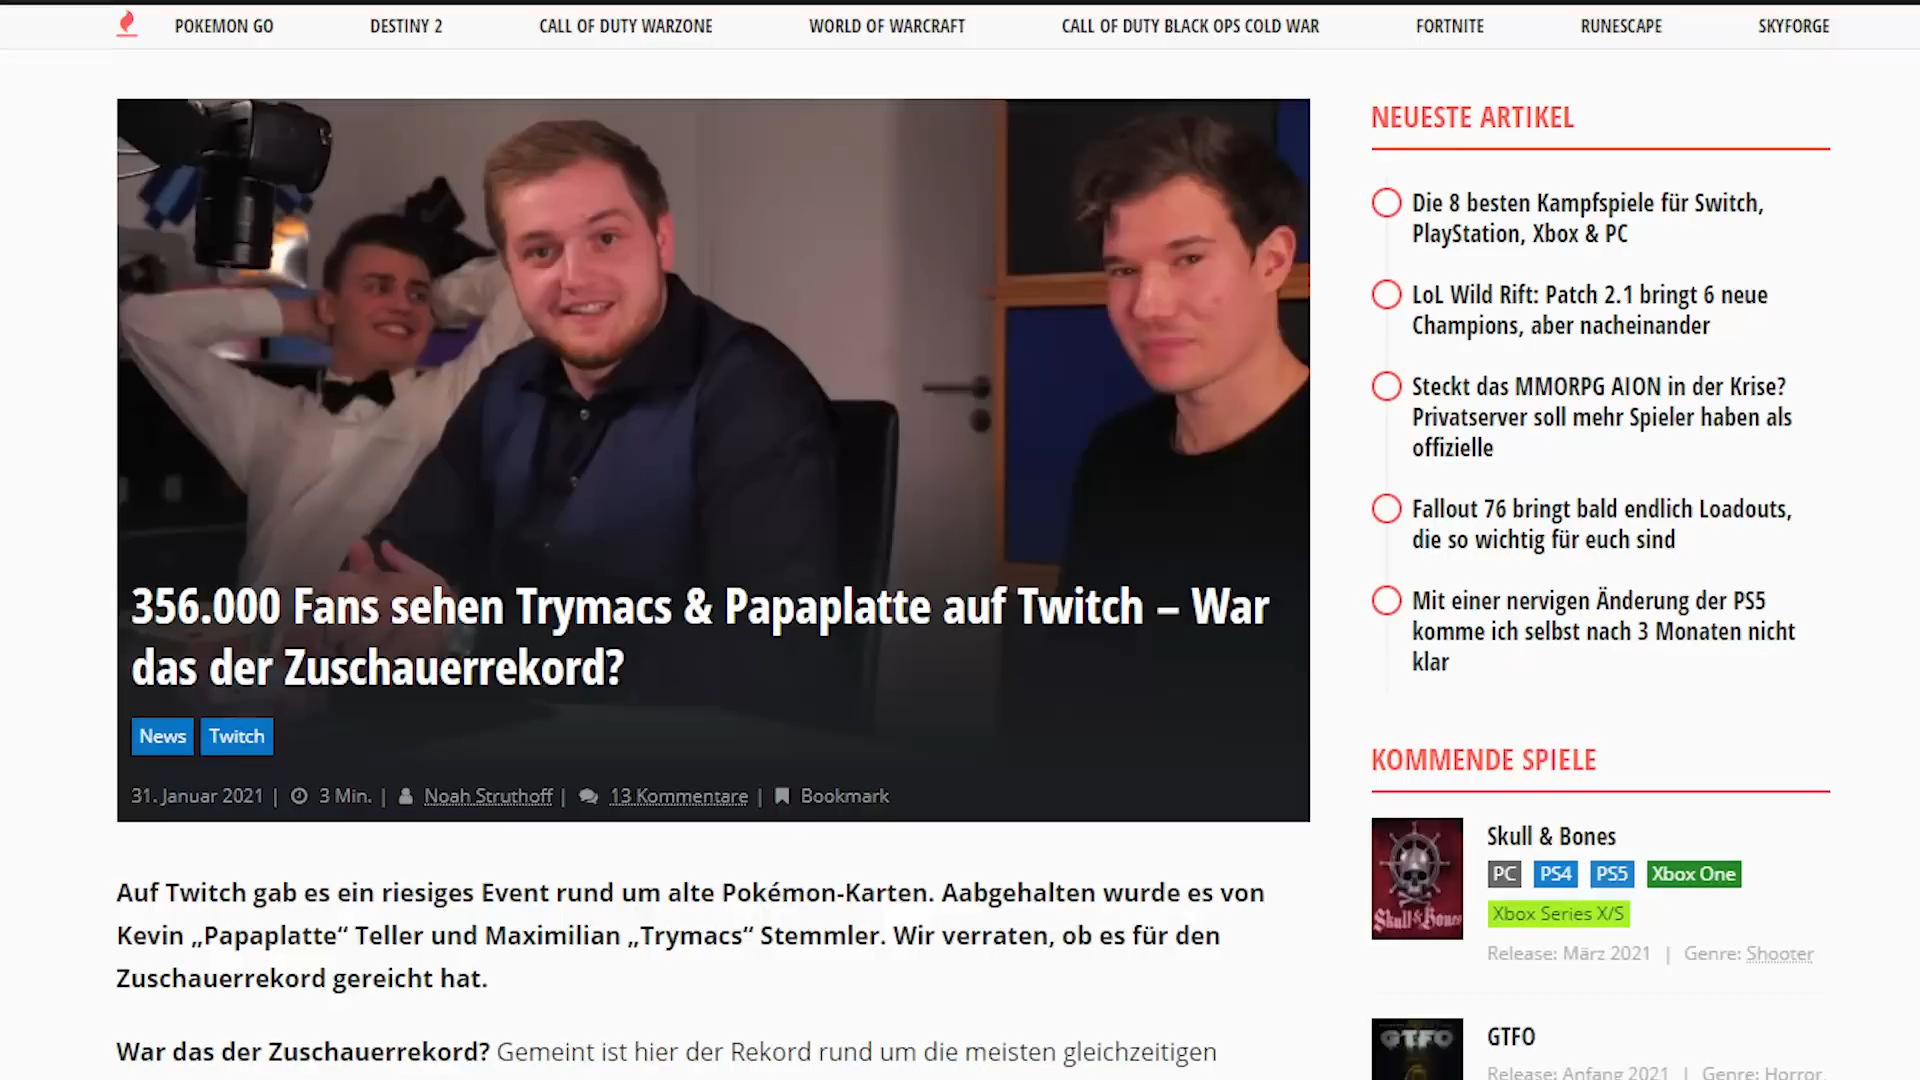 POKEMON GO
DESTINY 2
CALL OF DUTY WARZONE
WORLD OF WARCRAFT
CALL OF DUTY BLACK OPS COLD WAR
FORTNITE
RUNESCAPE
SKYFORGE
356.000 Fans sehen Trymacs & Papaplatte auf Twitch – War
das der Zuschauerrekord?
News Twitch
31. Januar 2021 | 3 Min. | Noah Struthoff | 13 Kommentare | Bookmark
Auf Twitch gab es ein riesiges Event rund um alte Pokémon-Karten. Aabgehalten wurde es von
Kevin „Papaplatte“ Teller und Maximilian „Trymacs“ Stemmler. Wir verraten, ob es für den
Zuschauerrekord gereicht hat.
War das der Zuschauerrekord? Gemeint ist hier der Rekord rund um die meisten gleichzeitigen
NEUESTE ARTIKEL
Die 8 besten Kampfspiele für Switch,
PlayStation, Xbox & PC
LoL Wild Rift: Patch 2.1 bringt 6 neue
Champions, aber nacheinander
Steckt das MMORPG AION in der Krise?
Privatserver soll mehr Spieler haben als
offizielle
Fallout 76 bringt bald endlich Loadouts,
die so wichtig für euch sind
Mit einer nervigen Änderung der PS5
komme ich selbst nach 3 Monaten nicht
klar
KOMMENDE SPIELE
Skull & Bones
Skull & Bones
PC PS4 PS5 Xbox One
Xbox Series X/S
Release: März 2021 | Genre: Shooter
GTFO
GTFO
Release: Anfang 2021 | Genre: Horror,